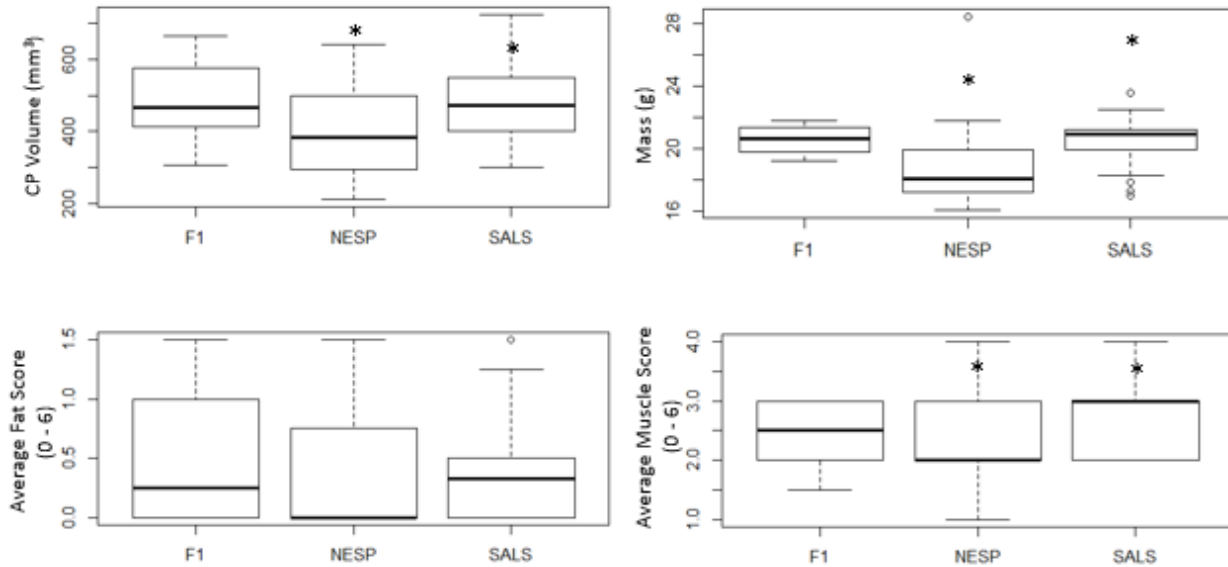 CP Volume (mm³)
200
400
600
F1
NESP
*
SALS
*
Mass (g)
16
20
24
28
F1
NESP
*
SALS
*
Average Fat Score
(0 - 6)
0.0
0.5
1.0
1.5
F1
NESP
SALS
Average Muscle Score
(0 - 6)
1.0
2.0
3.0
4.0
F1
NESP
*
SALS
*